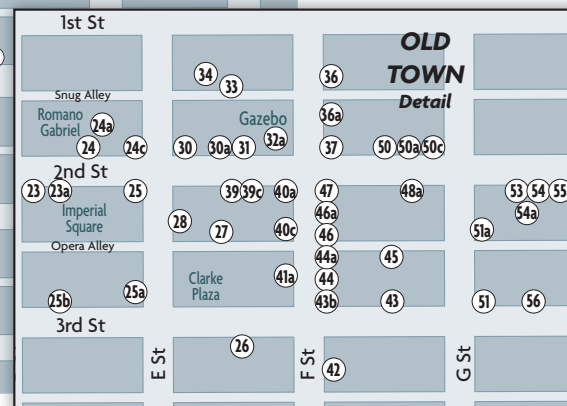 1st St
OLD
TOWN
Detail
34
33
36
Snug Alley
Romano
Gabriel
24a
Gazebo
36a
32a
24
24c
30
30a
31
37
50
50a
50c
2nd St
23
23a
25
39
39c
40a
47
48a
53
54
55
Imperial
Square
28
27
40c
46a
46
54a
51a
Opera Alley
44a
45
Clarke
Plaza
41a
44
25b
25a
43b
43
51
56
3rd St
E St
26
F St
42
G St